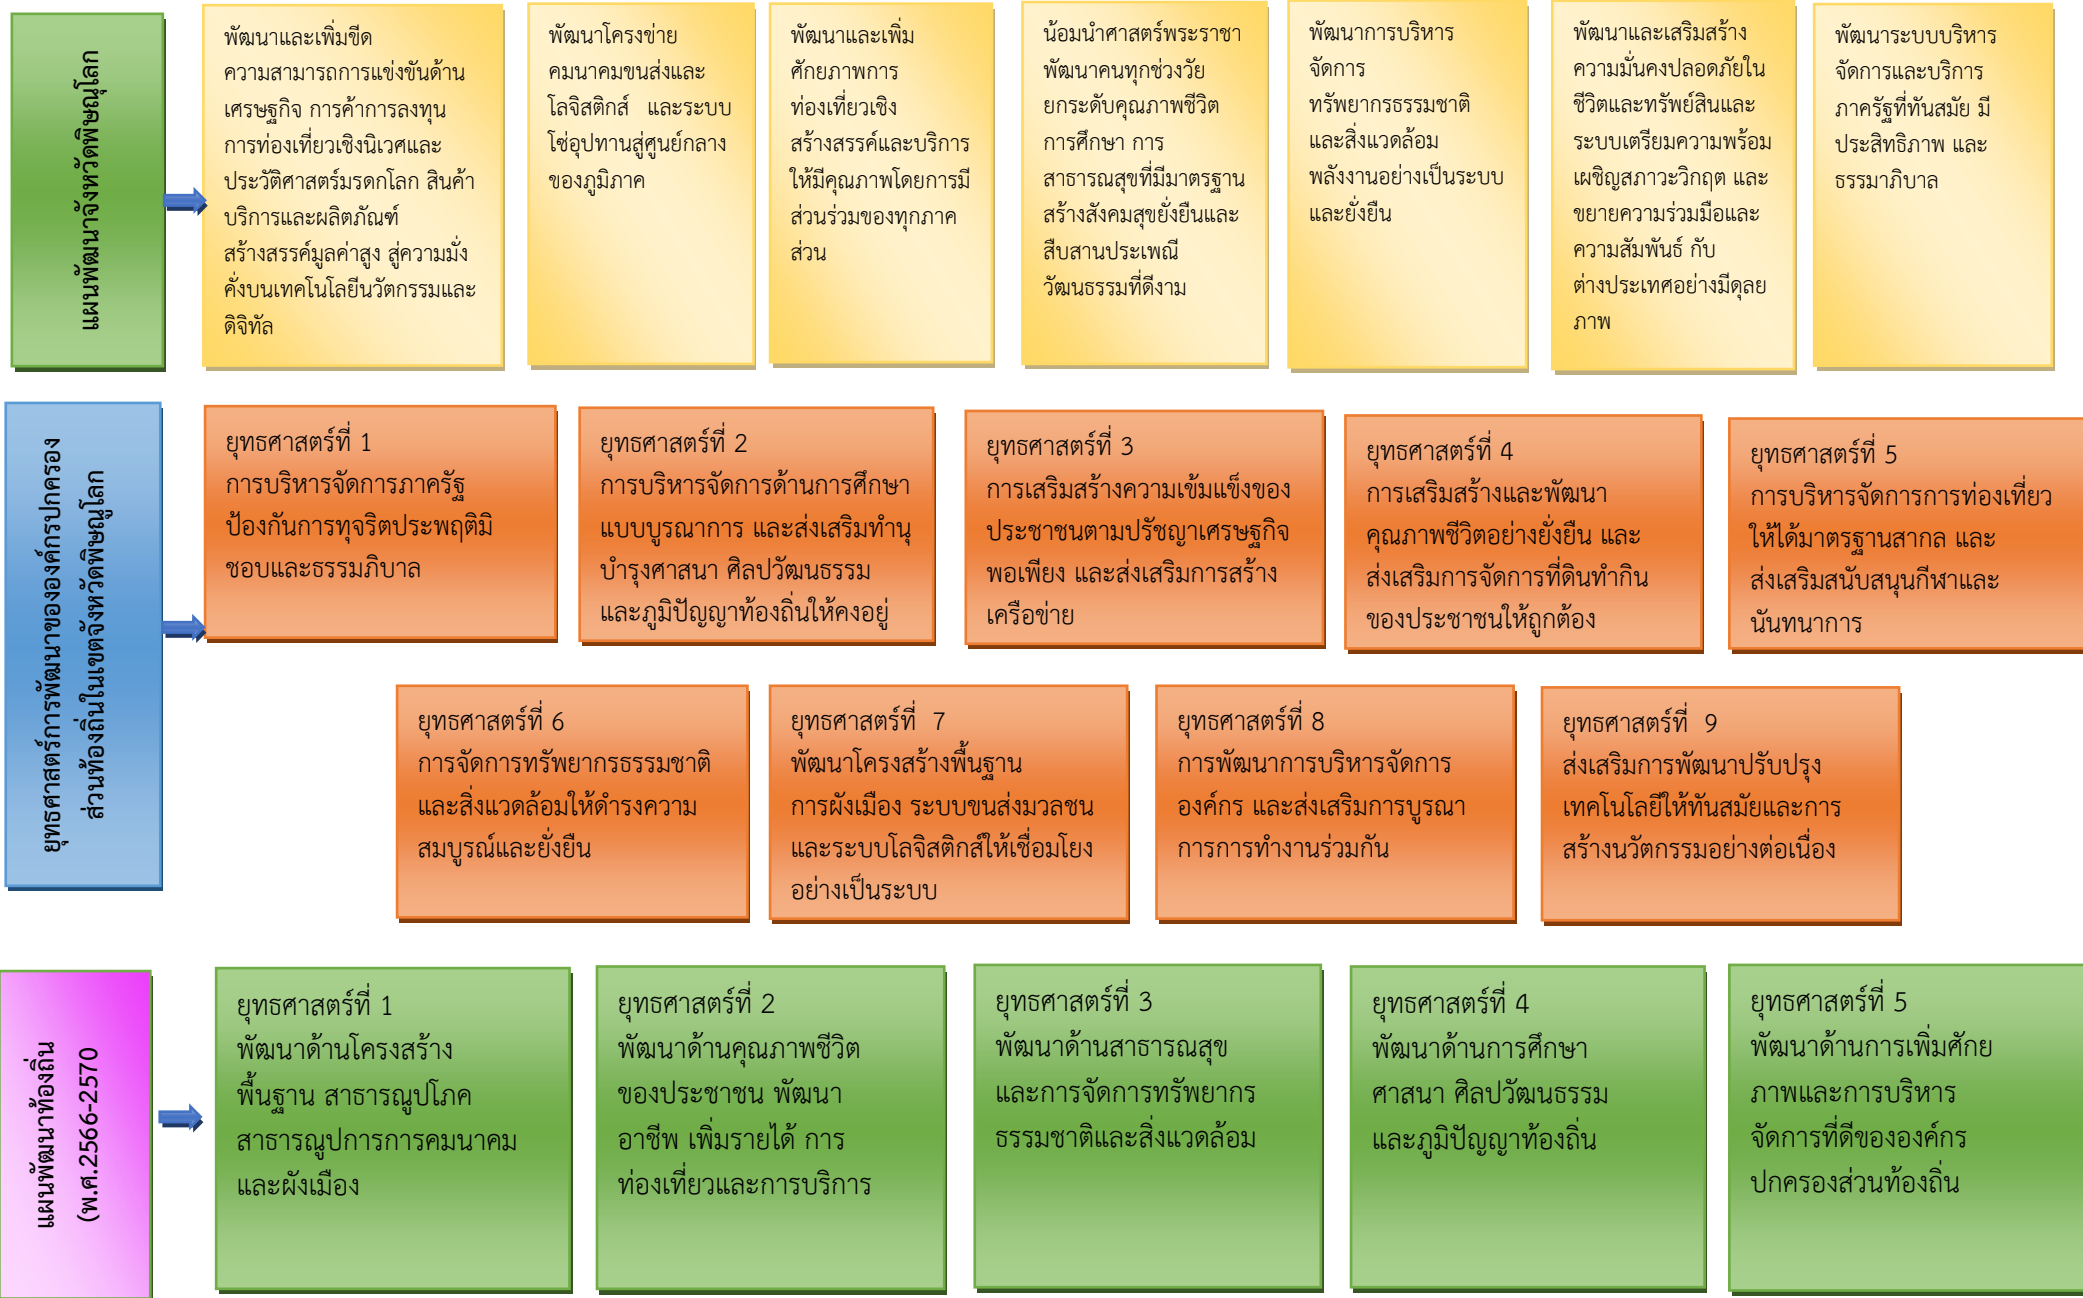 แผนพัฒนาจังหวัดพิษณุโลก
พัฒนาและเพิ่มขีด
ความสามารถการแข่งขันด้าน
เศรษฐกิจ การค้าการลงทุน
การท่องเที่ยวเชิงนิเวศและ
ประวัติศาสตร์มรดกโลก สินค้า
บริการและผลิตภัณฑ์
สร้างสรรค์มูลค่าสูง สู่ความมั่ง
คั่งบนเทคโนโลยีนวัตกรรมและ
ดิจิทัล
พัฒนาโครงข่าย
คมนาคมขนส่งและ
โลจิสติกส์ และระบบ
โซ่อุปทานสู่ศูนย์กลาง
ของภูมิภาค
พัฒนาและเพิ่ม
ศักยภาพการ
ท่องเที่ยวเชิง
สร้างสรรค์และบริการ
ให้มีคุณภาพโดยการมี
ส่วนร่วมของทุกภาค
ส่วน
น้อมนำศาสตร์พระราชา
พัฒนาคนทุกช่วงวัย
ยกระดับคุณภาพชีวิต
การศึกษา การ
สาธารณสุขที่มีมาตรฐาน
สร้างสังคมสุขยั่งยืนและ
สืบสานประเพณี
วัฒนธรรมที่ดีงาม
พัฒนาการบริหาร
จัดการ
ทรัพยากรธรรมชาติ
และสิ่งแวดล้อม
พลังงานอย่างเป็นระบบ
และยั่งยืน
พัฒนาและเสริมสร้าง
ความมั่นคงปลอดภัยใน
ชีวิตและทรัพย์สินและ
ระบบเตรียมความพร้อม
เผชิญสภาวะวิกฤต และ
ขยายความร่วมมือและ
ความสัมพันธ์ กับ
ต่างประเทศอย่างมีดุลย
ภาพ
พัฒนาระบบบริหาร
จัดการและบริการ
ภาครัฐที่ทันสมัย มี
ประสิทธิภาพ และ
ธรรมาภิบาล
ยุทธศาสตร์การพัฒนาขององค์กรปกครอง
ส่วนท้องถิ่นในเขตจังหวัดพิษณุโลก
ยุทธศาสตร์ที่ 1
การบริหารจัดการภาครัฐ
ป้องกันการทุจริตประพฤติมิ
ชอบและธรรมภิบาล
ยุทธศาสตร์ที่ 2
การบริหารจัดการด้านการศึกษา
แบบบูรณาการ และส่งเสริมทำนุ
บำรุงศาสนา ศิลปวัฒนธรรม
และภูมิปัญญาท้องถิ่นให้คงอยู่
ยุทธศาสตร์ที่ 3
การเสริมสร้างความเข้มแข็งของ
ประชาชนตามปรัชญาเศรษฐกิจ
พอเพียง และส่งเสริมการสร้าง
เครือข่าย
ยุทธศาสตร์ที่ 4
การเสริมสร้างและพัฒนา
คุณภาพชีวิตอย่างยั่งยืน และ
ส่งเสริมการจัดการที่ดินทำกิน
ของประชาชนให้ถูกต้อง
ยุทธศาสตร์ที่ 5
การบริหารจัดการการท่องเที่ยว
ให้ได้มาตรฐานสากล และ
ส่งเสริมสนับสนุนกีฬาและ
นันทนาการ
ยุทธศาสตร์ที่ 6
การจัดการทรัพยากรธรรมชาติ
และสิ่งแวดล้อมให้ดำรงความ
สมบูรณ์และยั่งยืน
ยุทธศาสตร์ที่ 7
พัฒนาโครงสร้างพื้นฐาน
การผังเมือง ระบบขนส่งมวลชน
และระบบโลจิสติกส์ให้เชื่อมโยง
อย่างเป็นระบบ
ยุทธศาสตร์ที่ 8
การพัฒนาการบริหารจัดการ
องค์กร และส่งเสริมการบูรณา
การการทำงานร่วมกัน
ยุทธศาสตร์ที่ 9
ส่งเสริมการพัฒนาปรับปรุง
เทคโนโลยีให้ทันสมัยและการ
สร้างนวัตกรรมอย่างต่อเนื่อง
แผนพัฒนาท้องถิ่น
(พ.ศ.2566-2570
ยุทธศาสตร์ที่ 1
พัฒนาด้านโครงสร้าง
พื้นฐาน สาธารณูปโภค
สาธารณูปการการคมนาคม
และผังเมือง
ยุทธศาสตร์ที่ 2
พัฒนาด้านคุณภาพชีวิต
ของประชาชน พัฒนา
อาชีพ เพิ่มรายได้ การ
ท่องเที่ยวและการบริการ
ยุทธศาสตร์ที่ 3
พัฒนาด้านสาธารณสุข
และการจัดการทรัพยากร
ธรรมชาติและสิ่งแวดล้อม
ยุทธศาสตร์ที่ 4
พัฒนาด้านการศึกษา
ศาสนา ศิลปวัฒนธรรม
และภูมิปัญญาท้องถิ่น
ยุทธศาสตร์ที่ 5
พัฒนาด้านการเพิ่มศักย
ภาพและการบริหาร
จัดการที่ดีขององค์กร
ปกครองส่วนท้องถิ่น